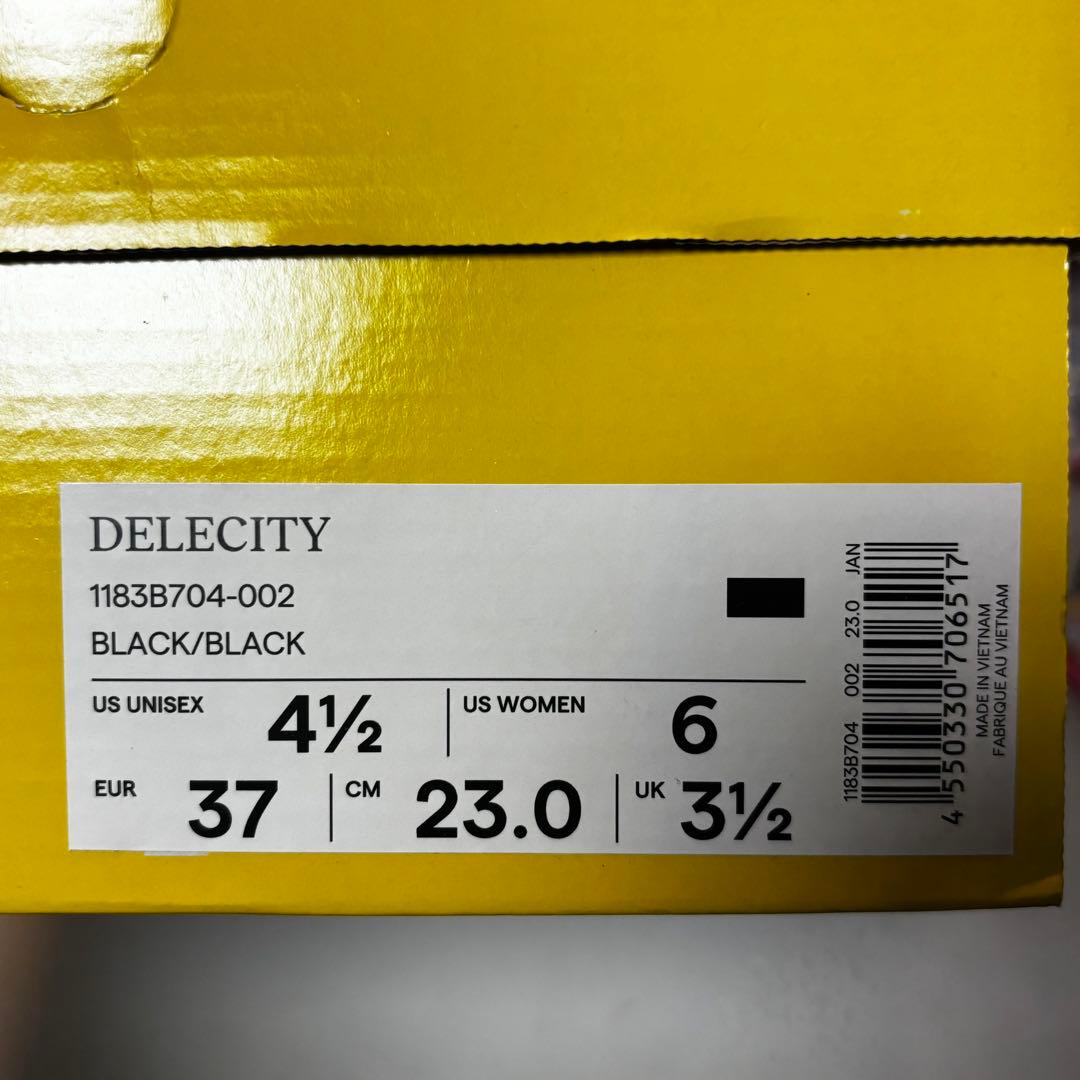 DELECITY
1183B704-002
BLACK/BLACK
US UNISEX 4½ US WOMEN 6
EUR 37 CM 23.0 UK 3½
1183B704 002 23.0 JAN
4 550330 706517
MADE IN VIETNAM
FABRIQUE AU VIETNAM